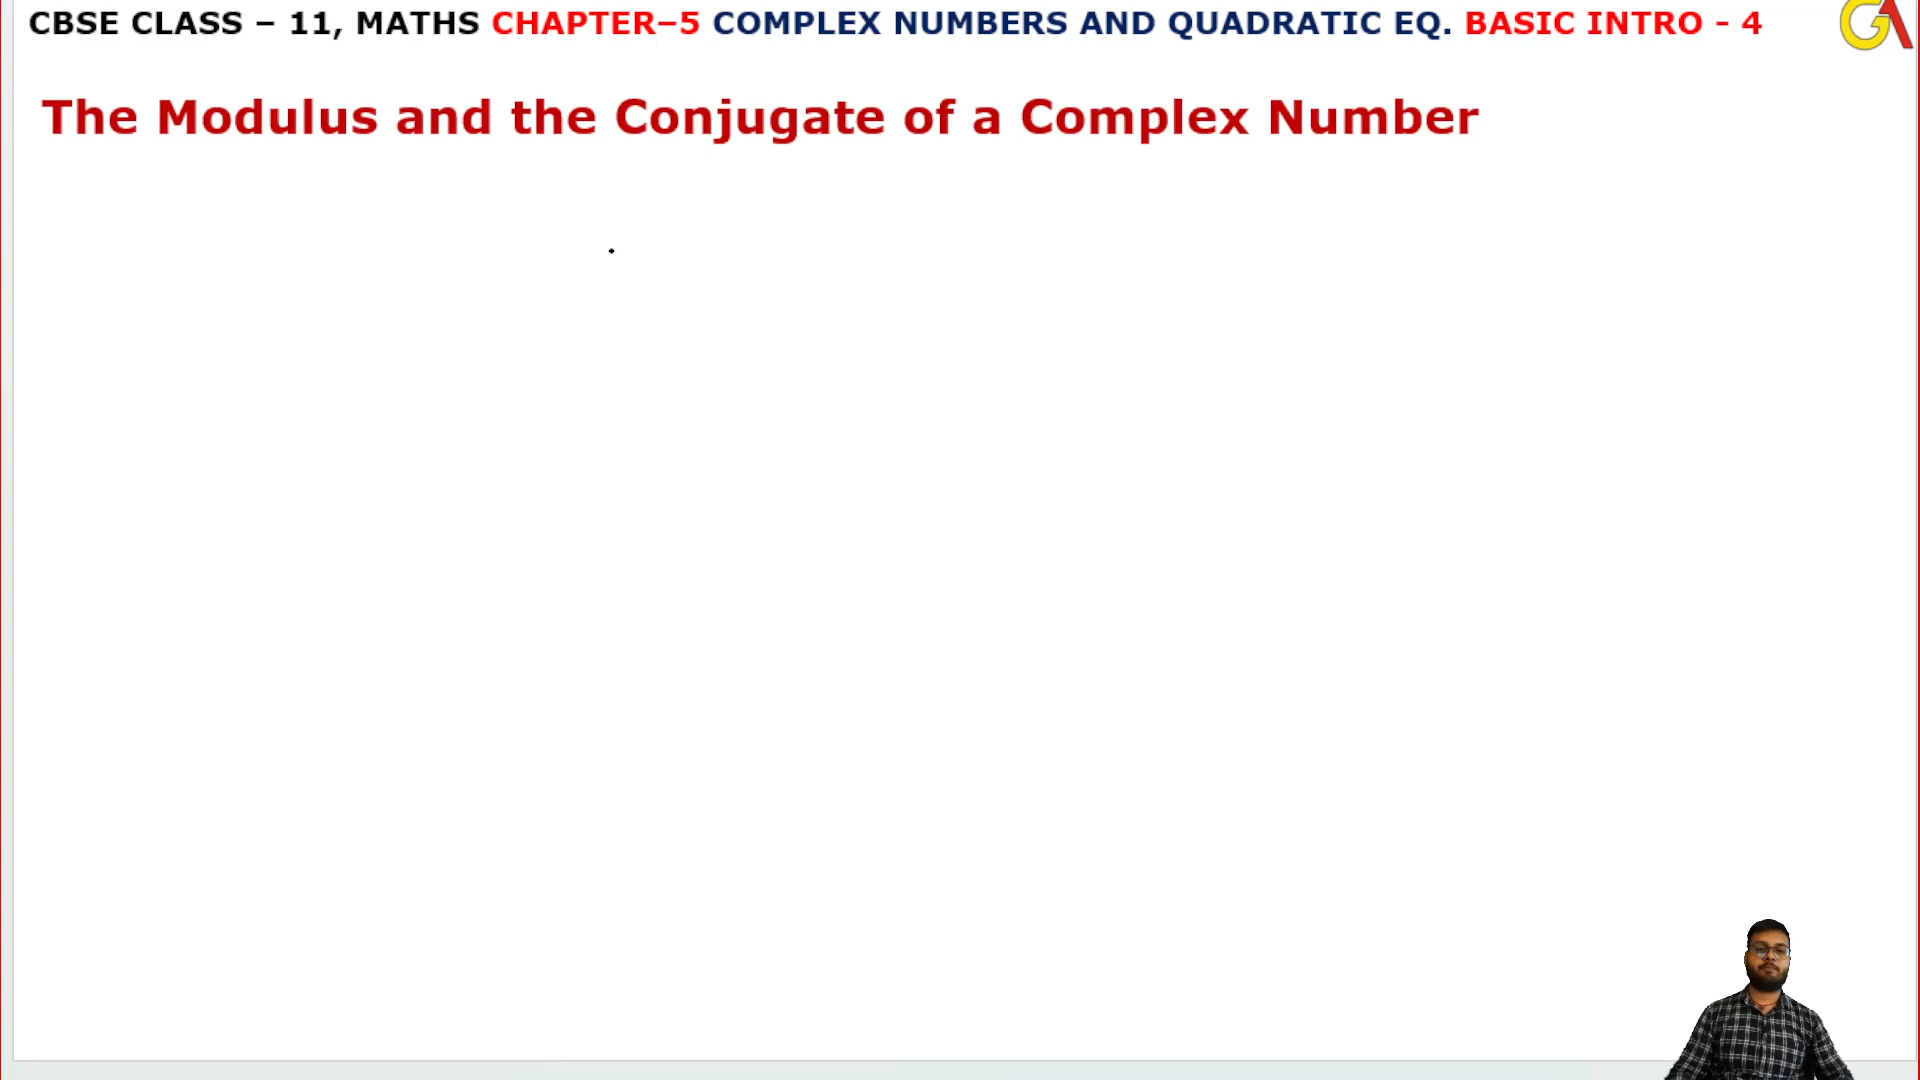 CBSE CLASS – 11, MATHS CHAPTER–5 COMPLEX NUMBERS AND QUADRATIC EQ. BASIC INTRO - 4
GA
The Modulus and the Conjugate of a Complex Number